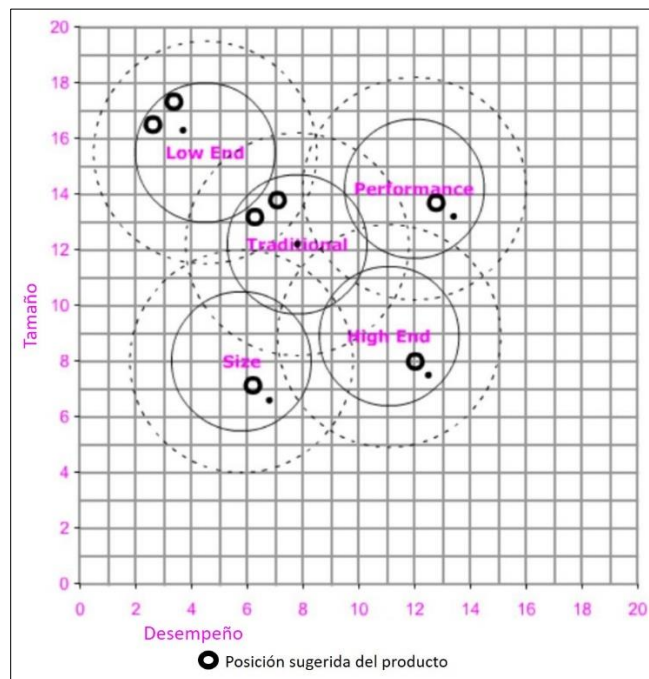 20
18
16
14
12
10
8
6
4
2
0
Tamaño
Low End
Performance
Traditional
High End
Size
0 2 4 6 8 10 12 14 16 18 20
Desempeño
Posición sugerida del producto